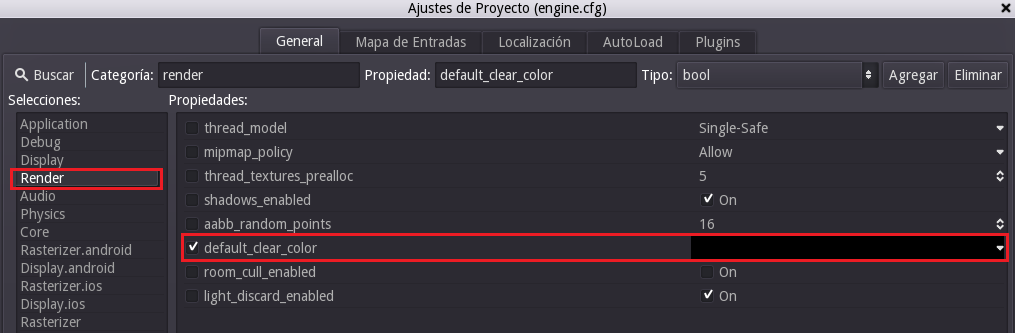 Ajustes de Proyecto (engine.cfg)
General Mapa de Entradas Localización AutoLoad Plugins
Buscar Categoría: render Propiedad: default_clear_color Tipo: bool Agregar Eliminar
Selecciones: Propiedades:
Application
Debug
Display
Render
Audio
Physics
Core
Rasterizer.android
Display.android
Rasterizer.ios
Display.ios
Rasterizer
thread_model Single-Safe
mipmap_policy Allow
thread_textures_prealloc 5
shadows_enabled On
aabb_random_points 16
default_clear_color
room_cull_enabled On
light_discard_enabled On